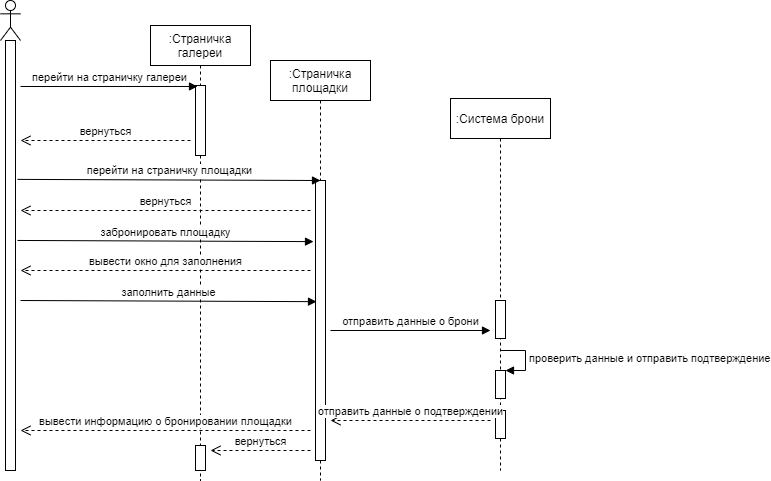 :Страничка
галереи
:Страничка
площадки
:Система брони
перейти на страничку галереи
вернуться
перейти на страничку площадки
вернуться
забронировать площадку
вывести окно для заполнения
заполнить данные
отправить данные о брони
проверить данные и отправить подтверждение
отправить данные о подтверждении
вывести информацию о бронировании площадки
вернуться